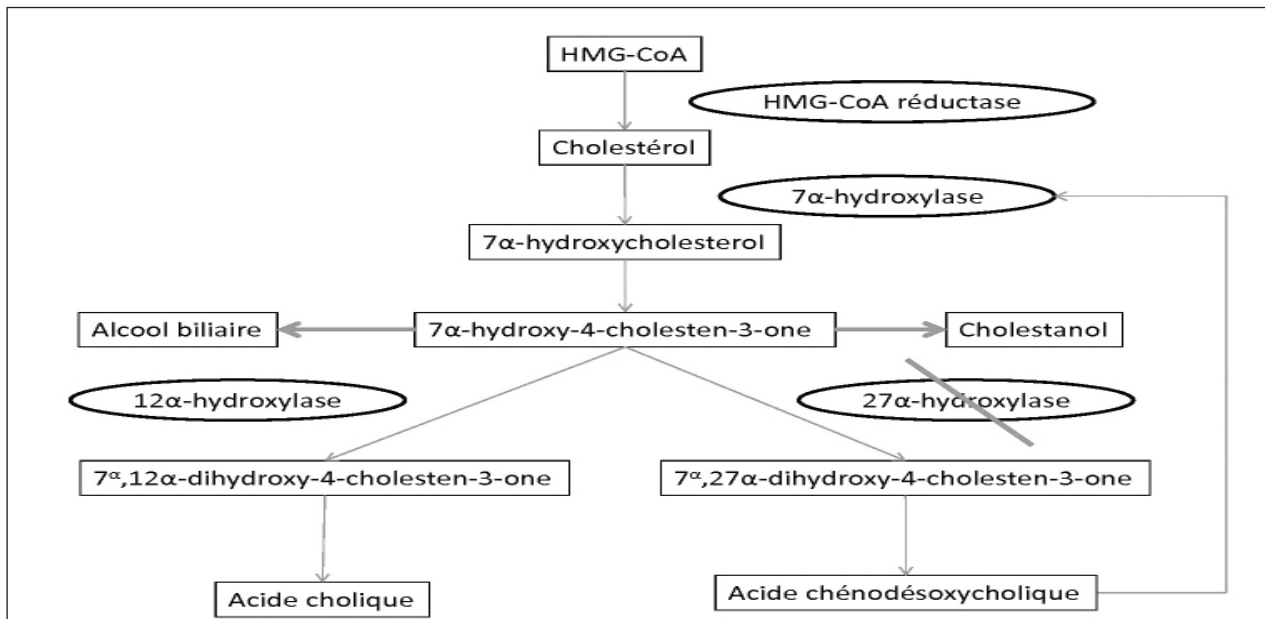 HMG-CoA
HMG-CoA réductase
Cholestérol
7α-hydroxylase
7α-hydroxycholesterol
Alcool biliaire
7α-hydroxy-4-cholesten-3-one
Cholestanol
12α-hydroxylase
27α-hydroxylase
7ᵅ,12α-dihydroxy-4-cholesten-3-one
7ᵅ,27α-dihydroxy-4-cholesten-3-one
Acide cholique
Acide chénodésoxycholique